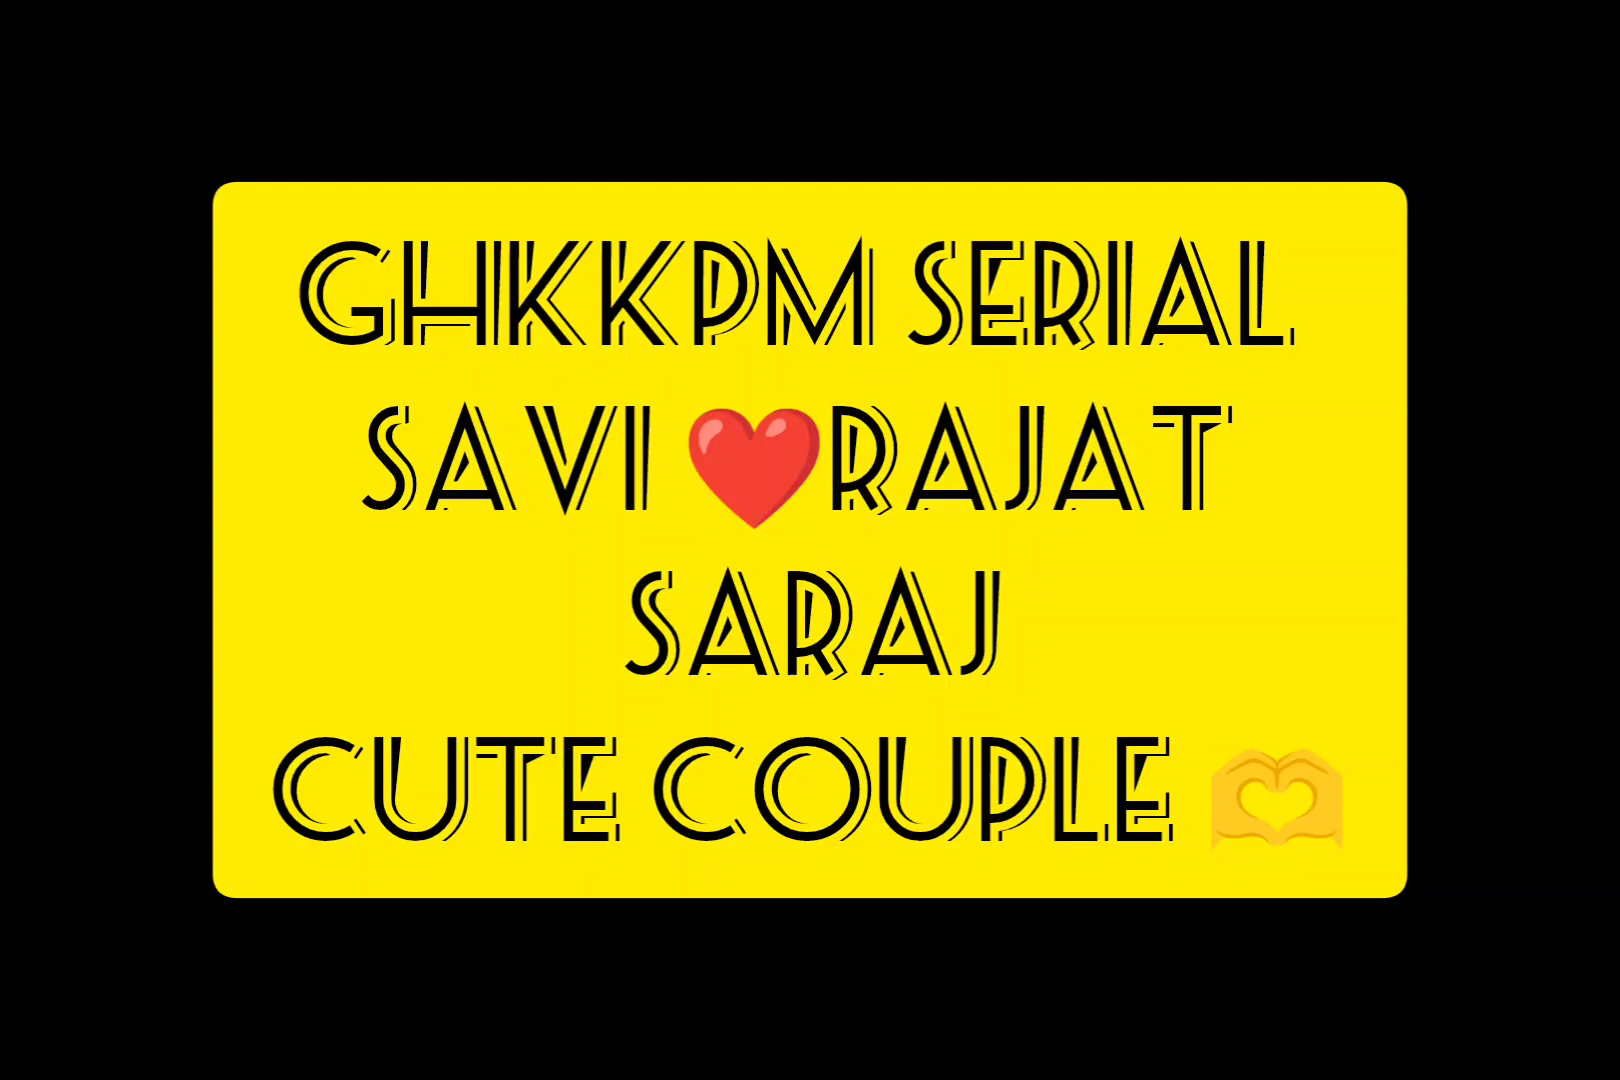 GHKKPM SERIAL
SAVI ❤️RAJAT
SARAJ
CUTE COUPLE 🫶